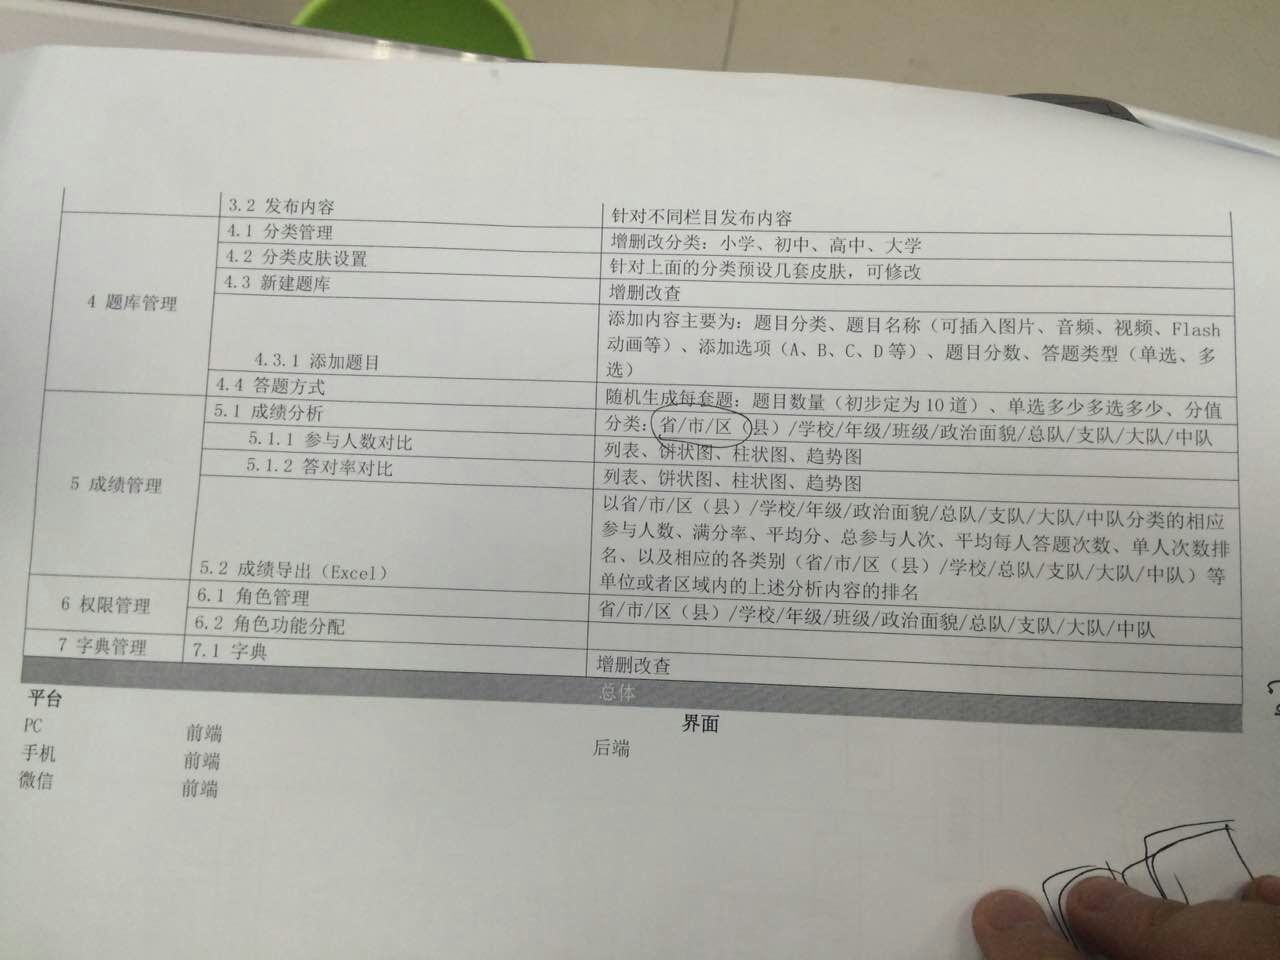 3.2 发布内容 针对不同栏目发布内容
4 题库管理
4.1 分类管理 增删改分类：小学、初中、高中、大学
4.2 分类皮肤设置 针对上面的分类预设几套皮肤，可修改
4.3 新建题库 增删改查
4.3.1 添加题目
添加内容主要为：题目分类、题目名称（可插入图片、音频、视频、Flash
动画等）、添加选项（A、B、C、D等）、题目分数、答题类型（单选、多
选）
4.4 答题方式 随机生成每套题：题目数量（初步定为10道）、单选多少多选多少、分值
5 成绩管理
5.1 成绩分析 分类：省/市/区（县）/学校/年级/班级/政治面貌/总队/支队/大队/中队
5.1.1 参与人数对比 列表、饼状图、柱状图、趋势图
5.1.2 答对率对比 列表、饼状图、柱状图、趋势图
5.2 成绩导出（Excel）
以省/市/区（县）/学校/年级/政治面貌/总队/支队/大队/中队分类的相应
参与人数、满分率、平均分、总参与人次、平均每人答题次数、单人次数排
名、以及相应的各类别（省/市/区（县）/学校/总队/支队/大队/中队）等
单位或者区域内的上述分析内容的排名
6 权限管理
6.1 角色管理 省/市/区（县）/学校/年级/班级/政治面貌/总队/支队/大队/中队
6.2 角色功能分配
7 字典管理 7.1 字典 增删改查
总体
平台 界面
PC 前端 后端
手机 前端
微信 前端